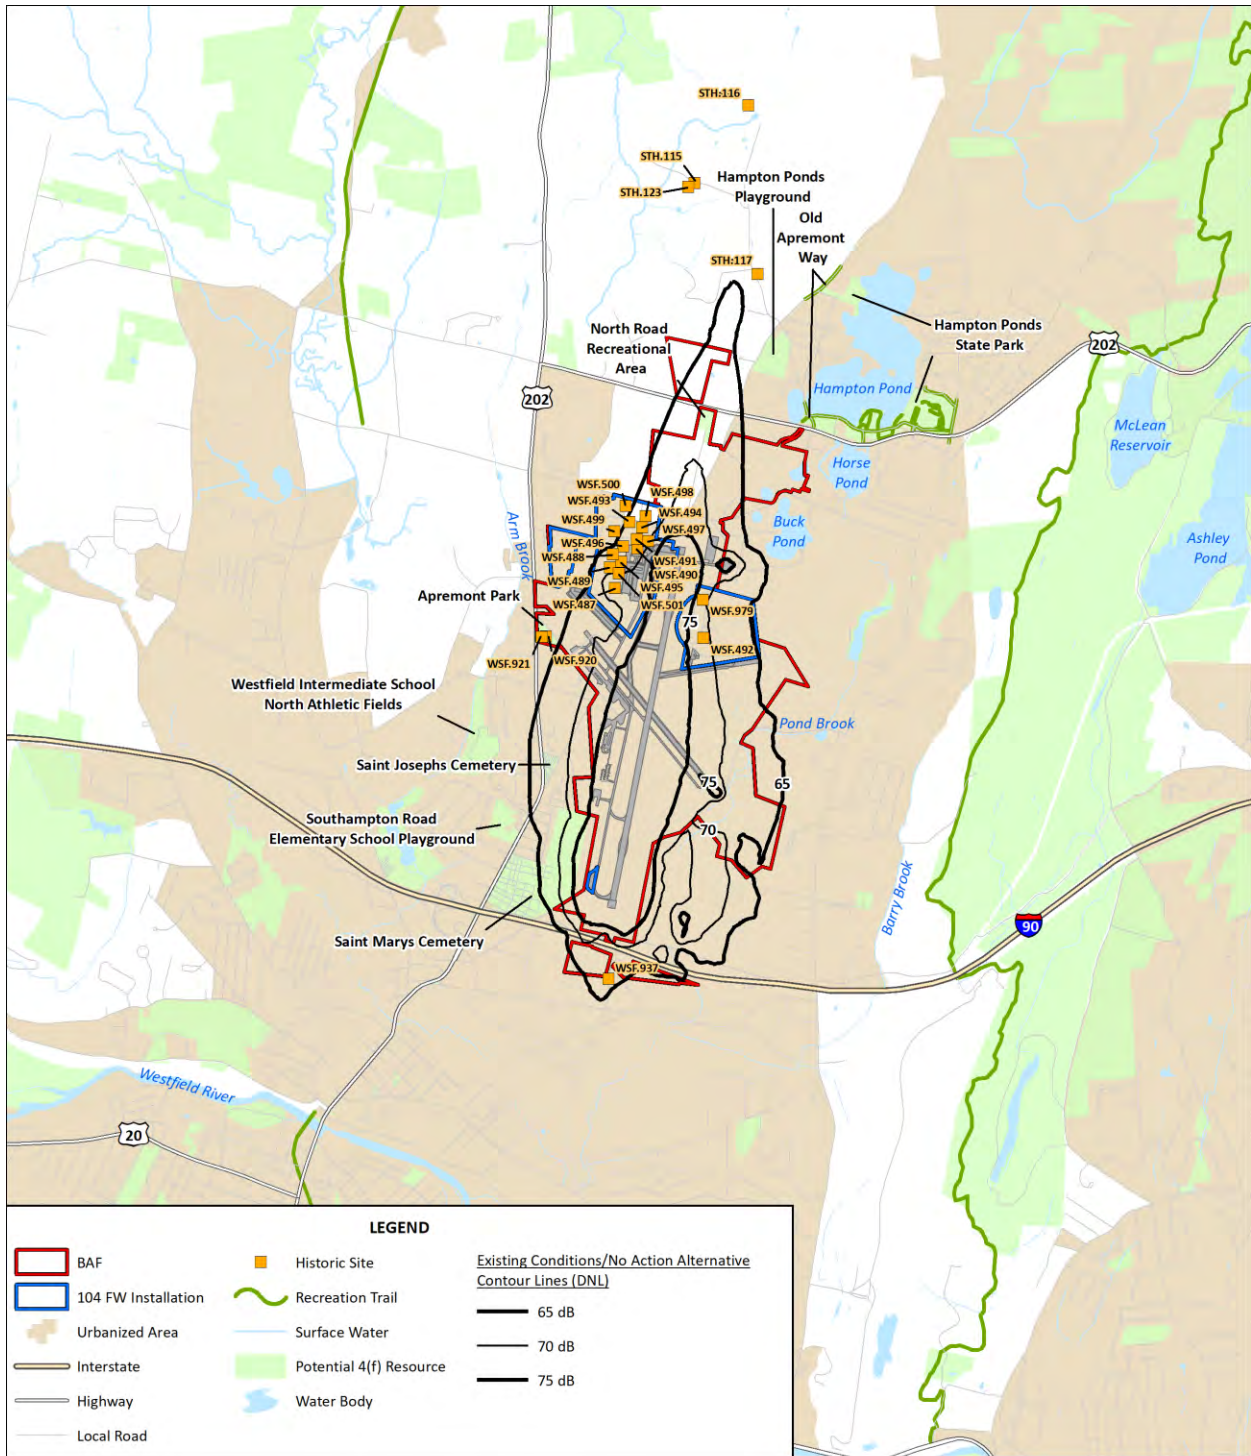 STH.116
STH.115
STH.123
Hampton Ponds
Playground
Old
Apremont
Way
STH.117
North Road
Recreational
Area
Hampton Ponds
State Park
202
202
Hampton Pond
McLean
Reservoir
Horse
Pond
WSF.500
WSF.498
WSF.493
WSF.494
WSF.499
WSF.497
WSF.496
WSF.488
WSF.491
WSF.490
WSF.489
WSF.495
WSF.487
WSF.501
Arm Brook
Buck
Pond
Ashley
Pond
Apremont Park
WSF.979
75
WSF.492
WSF.921
WSF.920
Westfield Intermediate School
North Athletic Fields
Pond Brook
Saint Josephs Cemetery
75
65
Southampton Road
Elementary School Playground
70
Barry Brook
90
Saint Marys Cemetery
WSF.937
Westfield River
20
LEGEND
BAF
104 FW Installation
Urbanized Area
Interstate
Highway
Local Road
Historic Site
Recreation Trail
Surface Water
Potential 4(f) Resource
Water Body
Existing Conditions/No Action Alternative
Contour Lines (DNL)
65 dB
70 dB
75 dB